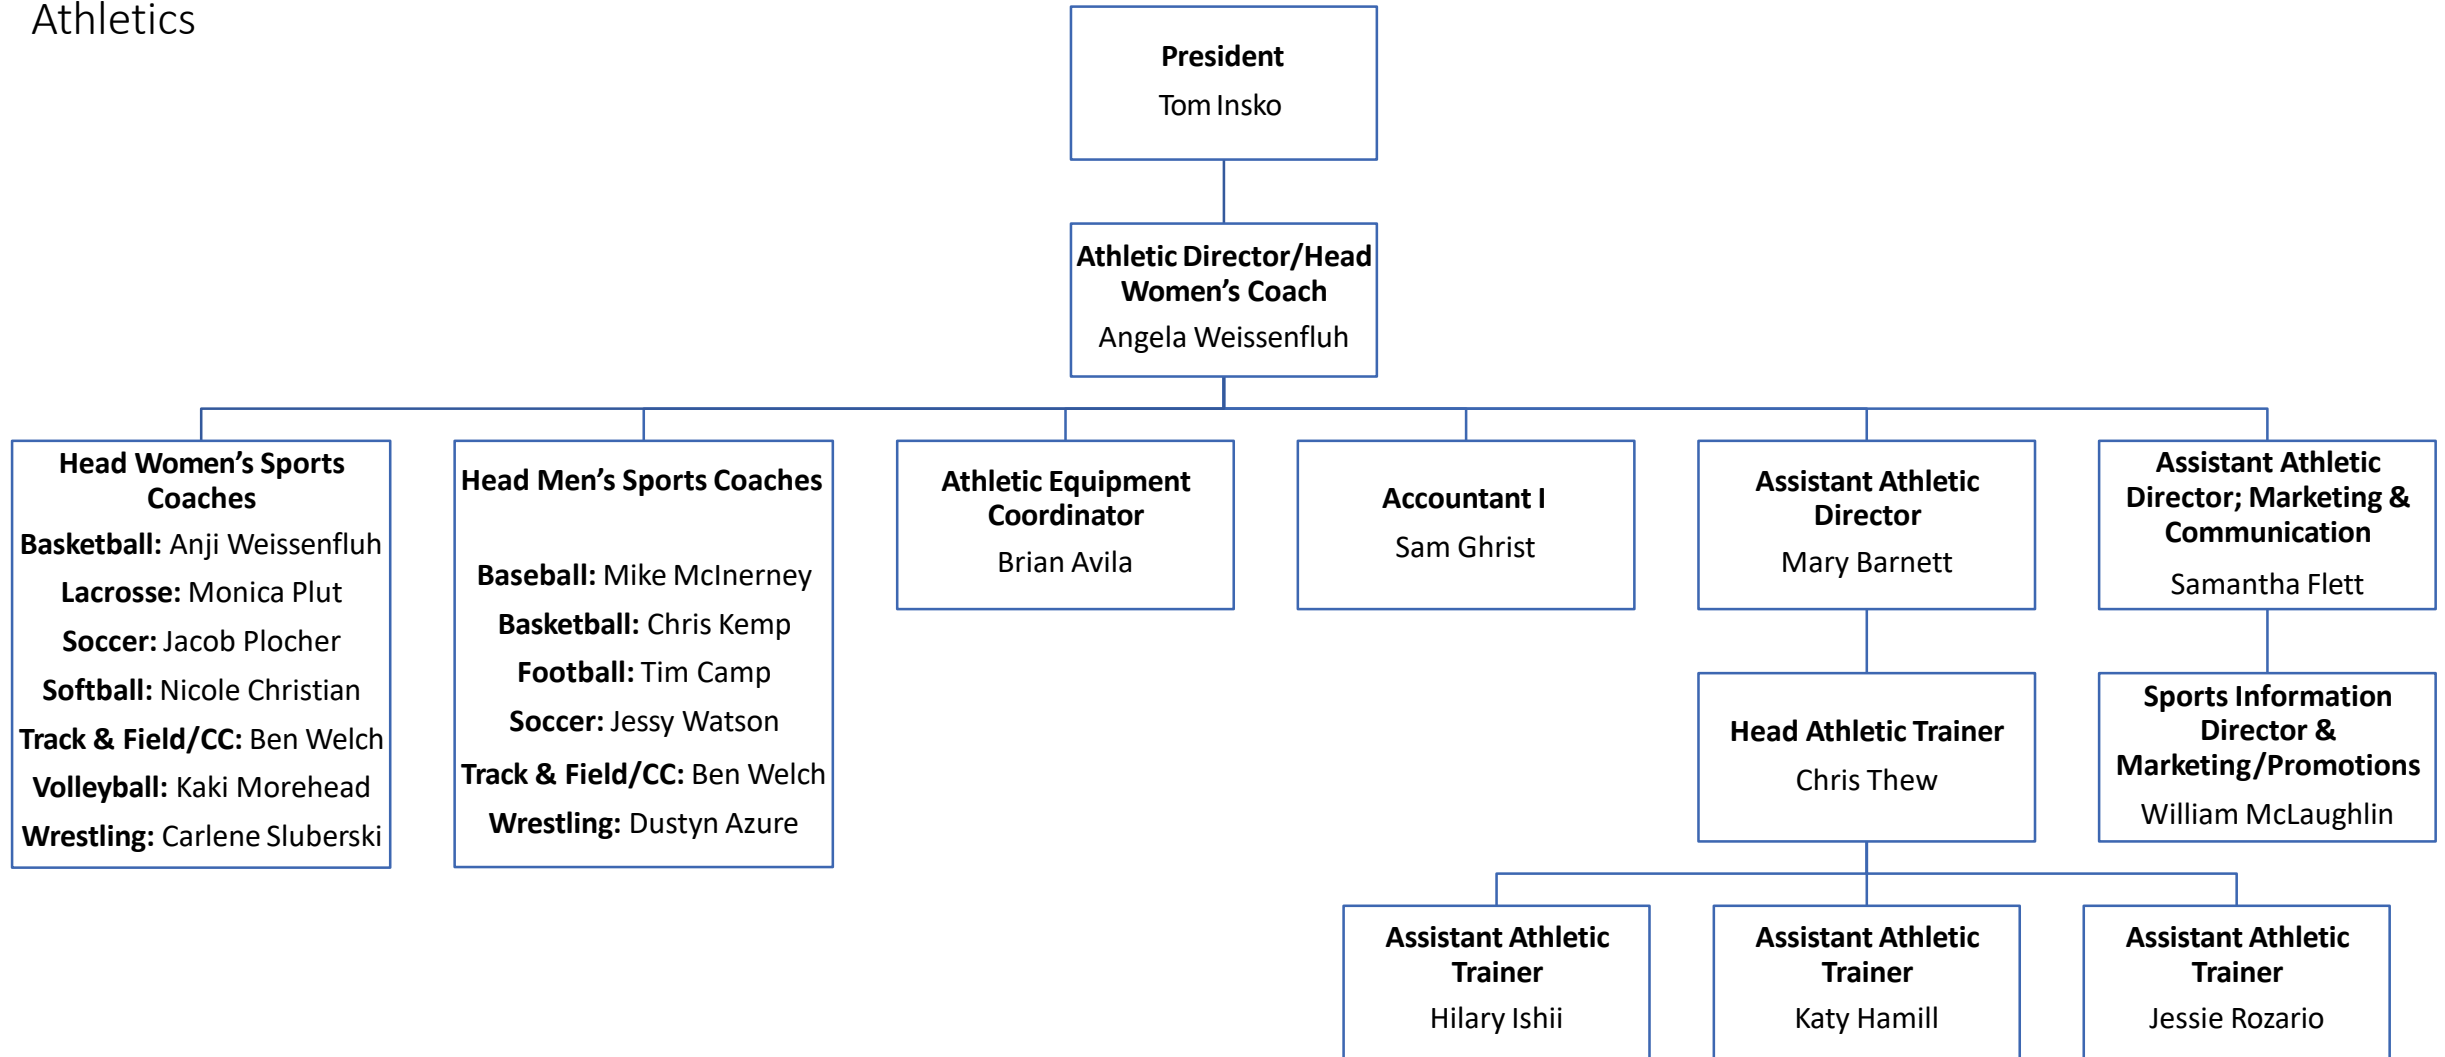 Athletics
President
Tom Insko
Athletic Director/Head
Women’s Coach
Angela Weissenfluh
Head Women’s Sports
Coaches
Basketball: Anji Weissenfluh
Lacrosse: Monica Plut
Soccer: Jacob Plocher
Softball: Nicole Christian
Track & Field/CC: Ben Welch
Volleyball: Kaki Morehead
Wrestling: Carlene Sluberski
Head Men’s Sports Coaches
Baseball: Mike McInerney
Basketball: Chris Kemp
Football: Tim Camp
Soccer: Jessy Watson
Track & Field/CC: Ben Welch
Wrestling: Dustyn Azure
Athletic Equipment
Coordinator
Brian Avila
Accountant I
Sam Ghrist
Assistant Athletic
Director
Mary Barnett
Assistant Athletic
Director; Marketing &
Communication
Samantha Flett
Head Athletic Trainer
Chris Thew
Sports Information
Director &
Marketing/Promotions
William McLaughlin
Assistant Athletic
Trainer
Hilary Ishii
Assistant Athletic
Trainer
Katy Hamill
Assistant Athletic
Trainer
Jessie Rozario